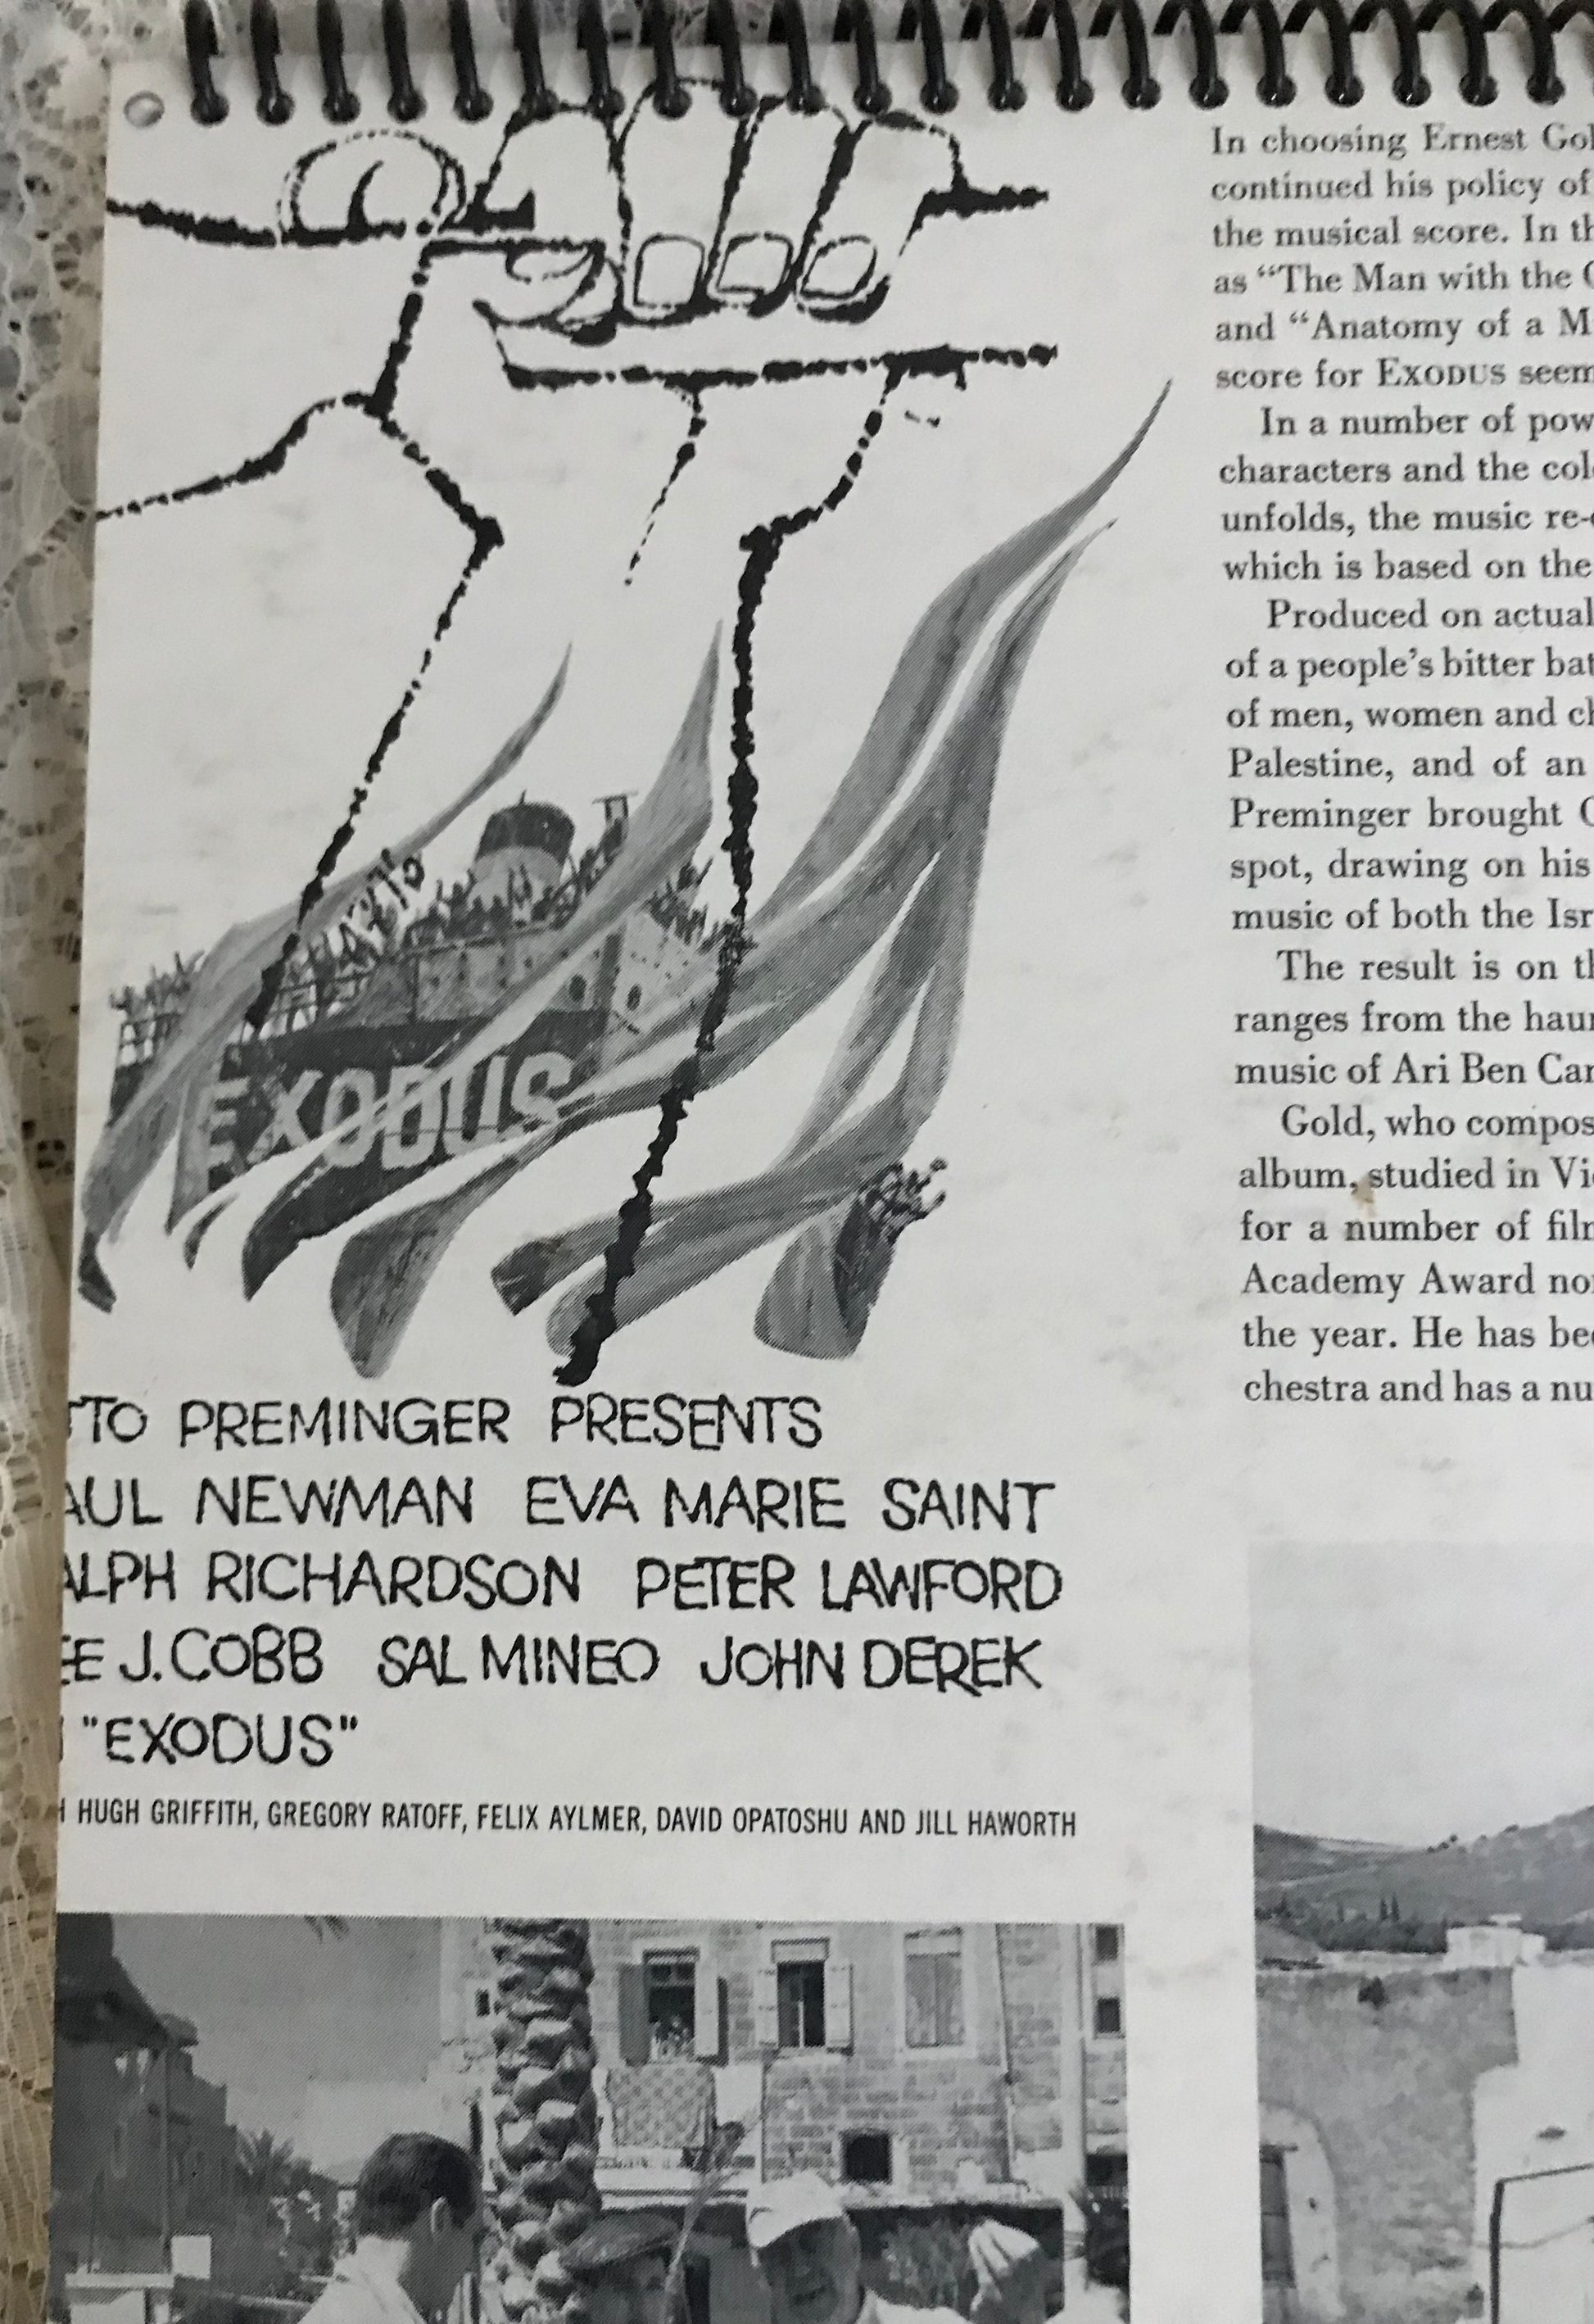 EXODUS
TTO PREMINGER PRESENTS
AUL NEWMAN EVA MARIE SAINT
ALPH RICHARDSON PETER LAWFORD
EE J. COBB SAL MINEO JOHN DEREK
"EXODUS"
H HUGH GRIFFITH, GREGORY RATOFF, FELIX AYLMER, DAVID OPATOSHU AND JILL HAWORTH
In choosing Ernest Gol
continued his policy of
the musical score. In th
as “The Man with the
and “Anatomy of a M
score for EXODUS seem
In a number of pow
characters and the col
unfolds, the music re-
which is based on the
Produced on actual
of a people’s bitter bat
of men, women and ch
Palestine, and of an
Preminger brought
spot, drawing on his
music of both the Isr
The result is on th
ranges from the haun
music of Ari Ben Can
Gold, who compos
album, studied in Vi
for a number of film
Academy Award no
the year. He has bee
chestra and has a nu